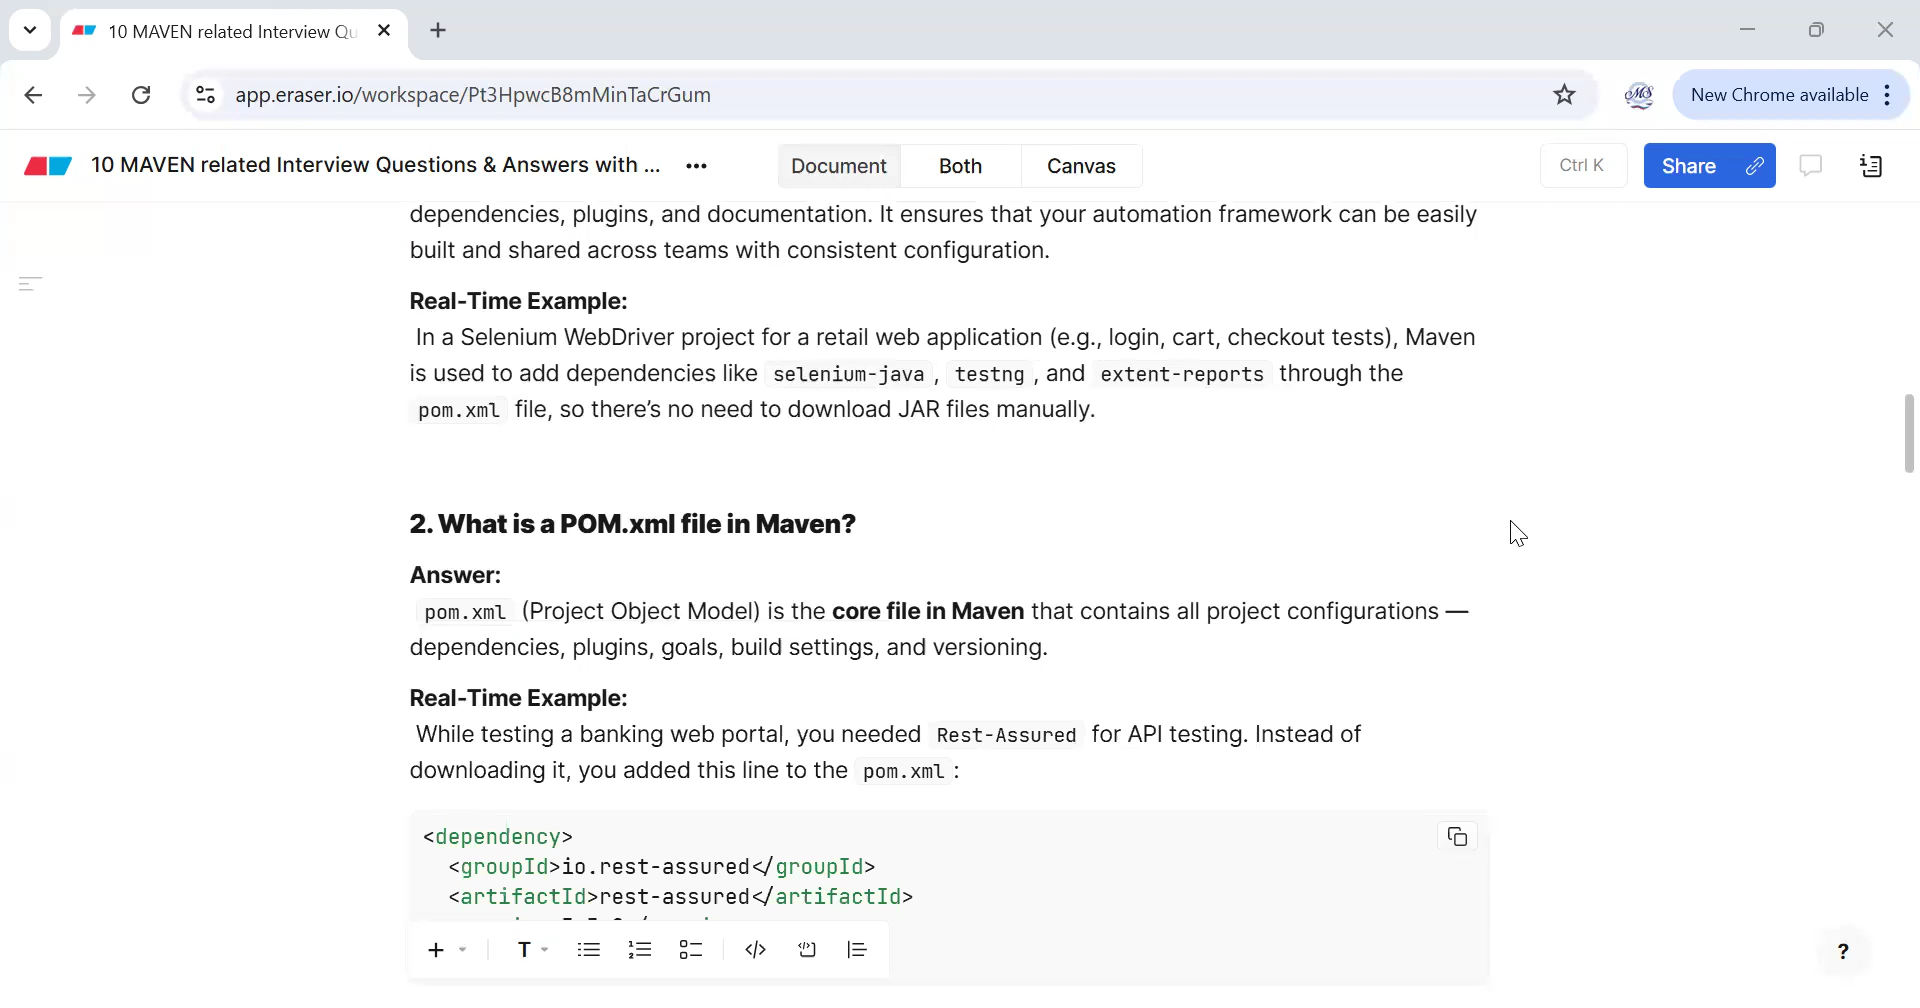 10 MAVEN related Interview Qu
app.eraser.io/workspace/Pt3HpwcB8mMinTaCrGum
New Chrome available
10 MAVEN related Interview Questions & Answers with ...
Document
Both
Canvas
Ctrl K
Share
dependencies, plugins, and documentation. It ensures that your automation framework can be easily
built and shared across teams with consistent configuration.
Real-Time Example:
In a Selenium WebDriver project for a retail web application (e.g., login, cart, checkout tests), Maven
is used to add dependencies like selenium-java, testng, and extent-reports through the
pom.xml file, so there's no need to download JAR files manually.
2. What is a POM.xml file in Maven?
Answer:
pom.xml (Project Object Model) is the core file in Maven that contains all project configurations —
dependencies, plugins, goals, build settings, and versioning.
Real-Time Example:
While testing a banking web portal, you needed Rest-Assured for API testing. Instead of
downloading it, you added this line to the pom.xml:
<dependency>
<groupId>io.rest-assured</groupId>
<artifactId>rest-assured</artifactId>
T
?